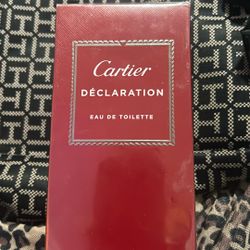 Cartier
DÉCLARATION
EAU DE TOILETTE